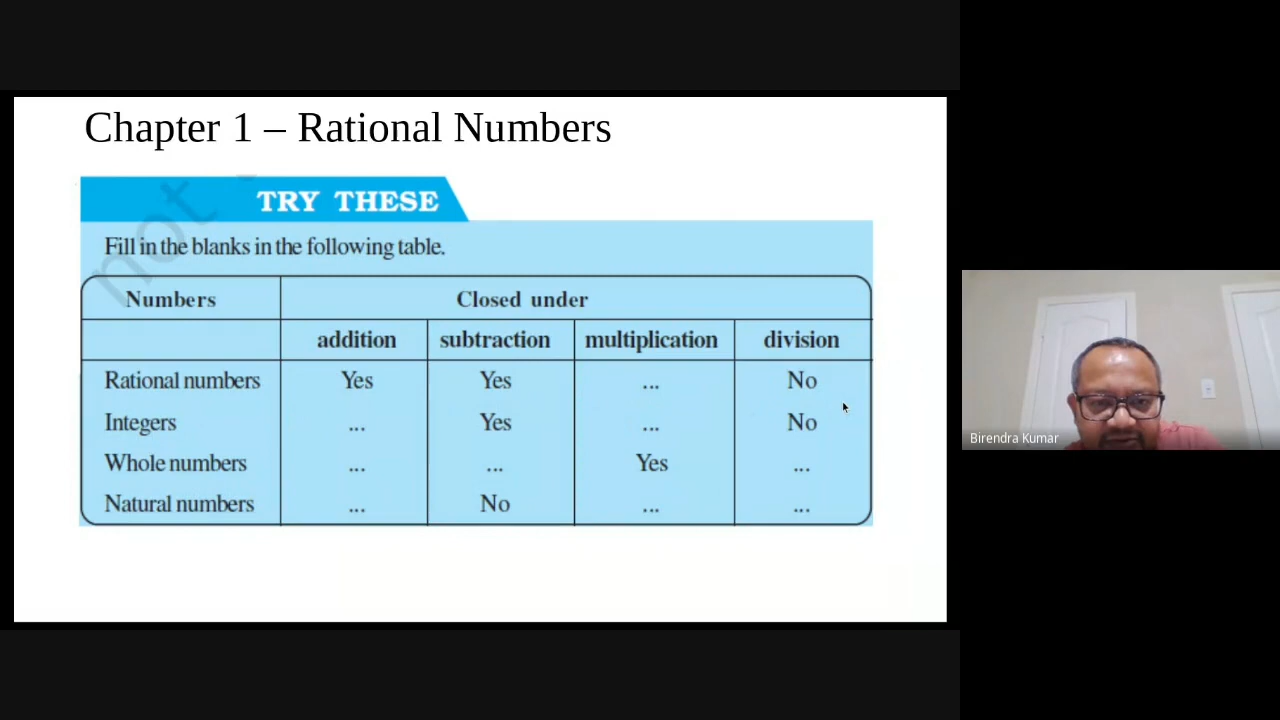 Chapter 1 – Rational Numbers
not
TRY THESE
Fill in the blanks in the following table.
Numbers Closed under
addition subtraction multiplication division
Rational numbers Yes Yes ... No
Integers ... Yes ... No
Whole numbers ... ... Yes ...
Natural numbers ... No ... ...
Birendra Kumar